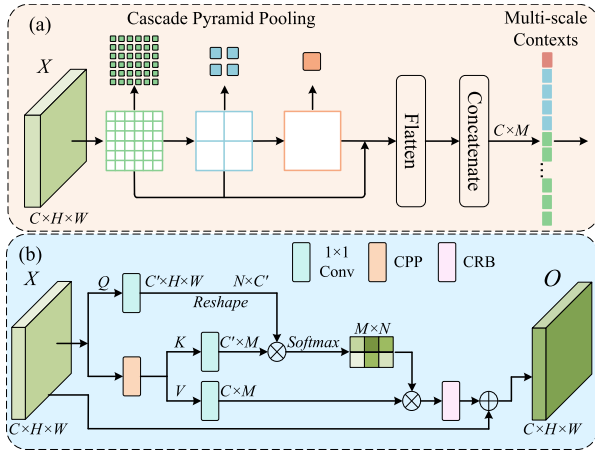 (a)
Cascade Pyramid Pooling
Multi-scale
Contexts
X
Flatten
Concatenate
C×M
C×H×W
(b)
X
Q
C′×H×W
N×C′
Reshape
1×1
Conv
CPP
CRB
O
K
C′×M
Softmax
M×N
V
C×M
C×H×W
C×H×W